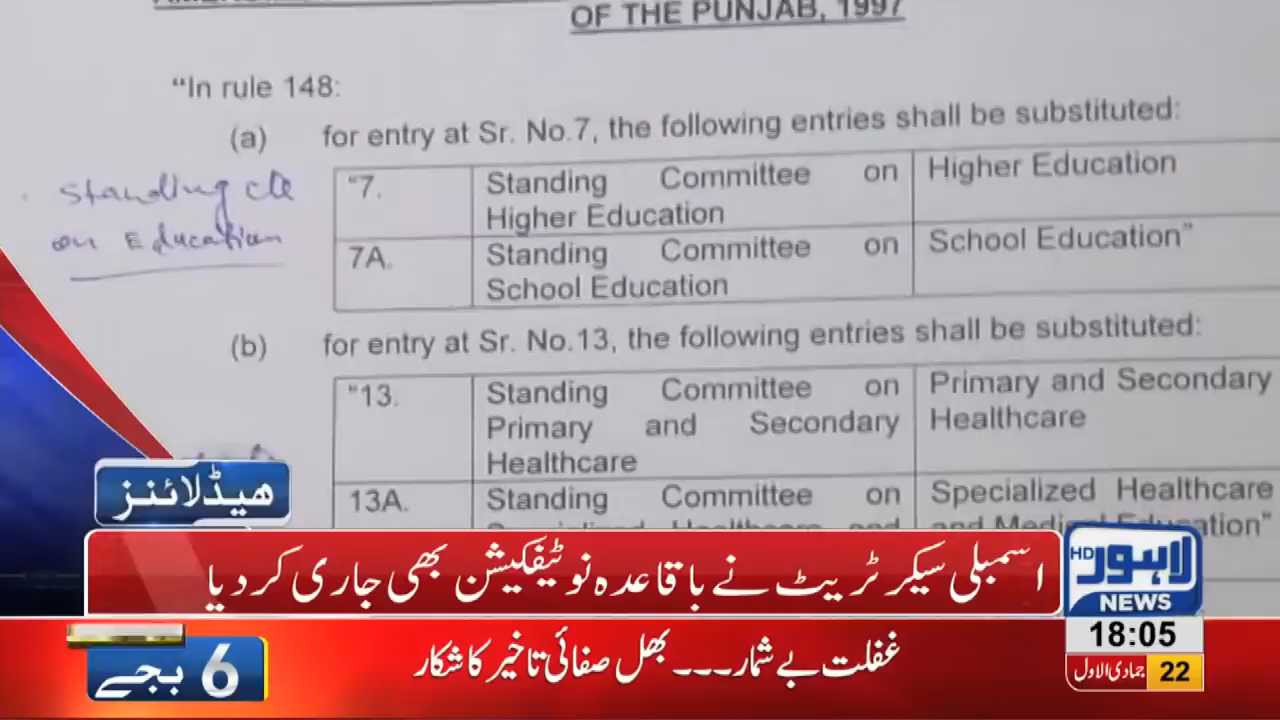 OF THE PUNJAB, 1997
"In rule 148:
(a) for entry at Sr. No.7, the following entries shall be substituted:
Standing
on Education
"7. Standing Committee on Higher Education
Higher Education
7A. Standing Committee on School Education"
School Education
(b) for entry at Sr. No.13, the following entries shall be substituted:
"13. Standing Committee on Primary and Secondary
Primary and Secondary Healthcare
Healthcare
13A. Standing Committee on Specialized Healthcare
and Medical Education"
ھیڈلائنز
اسمبلی سیکرٹریٹ نے باقاعدہ نوٹیفکیشن بھی جاری کر دیا
لاہور HD
NEWS
18:05
22 جمادی الاول
6 بجے
غفلت بے شمار۔۔۔ بھل صفائی تاخیر کا شکار